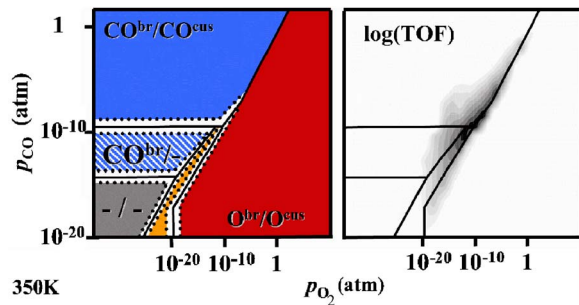 1
10⁻¹⁰
10⁻²⁰
p_CO (atm)
CO^br/CO^cus
CO^br/-
- / -
O^br/O^cus
log(TOF)
10⁻²⁰ 10⁻¹⁰ 1
10⁻²⁰ 10⁻¹⁰ 1
350K
p_O₂ (atm)